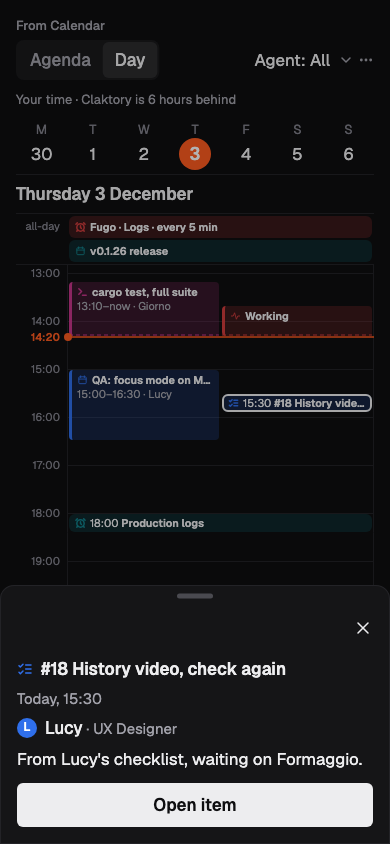 From Calendar
Agenda Day Agent: All
Your time · Claktory is 6 hours behind
M T W T F S S
30 1 2 3 4 5 6
Thursday 3 December
all-day
Fugo · Logs · every 5 min
v0.1.26 release
13:00
cargo test, full suite
13:10–now · Giorno
Working
14:00
14:20
15:00
QA: focus mode on M...
15:00–16:30 · Lucy
15:30 #18 History vide...
16:00
17:00
18:00
18:00 Production logs
19:00
#18 History video, check again
Today, 15:30
L Lucy · UX Designer
From Lucy's checklist, waiting on Formaggio.
Open item